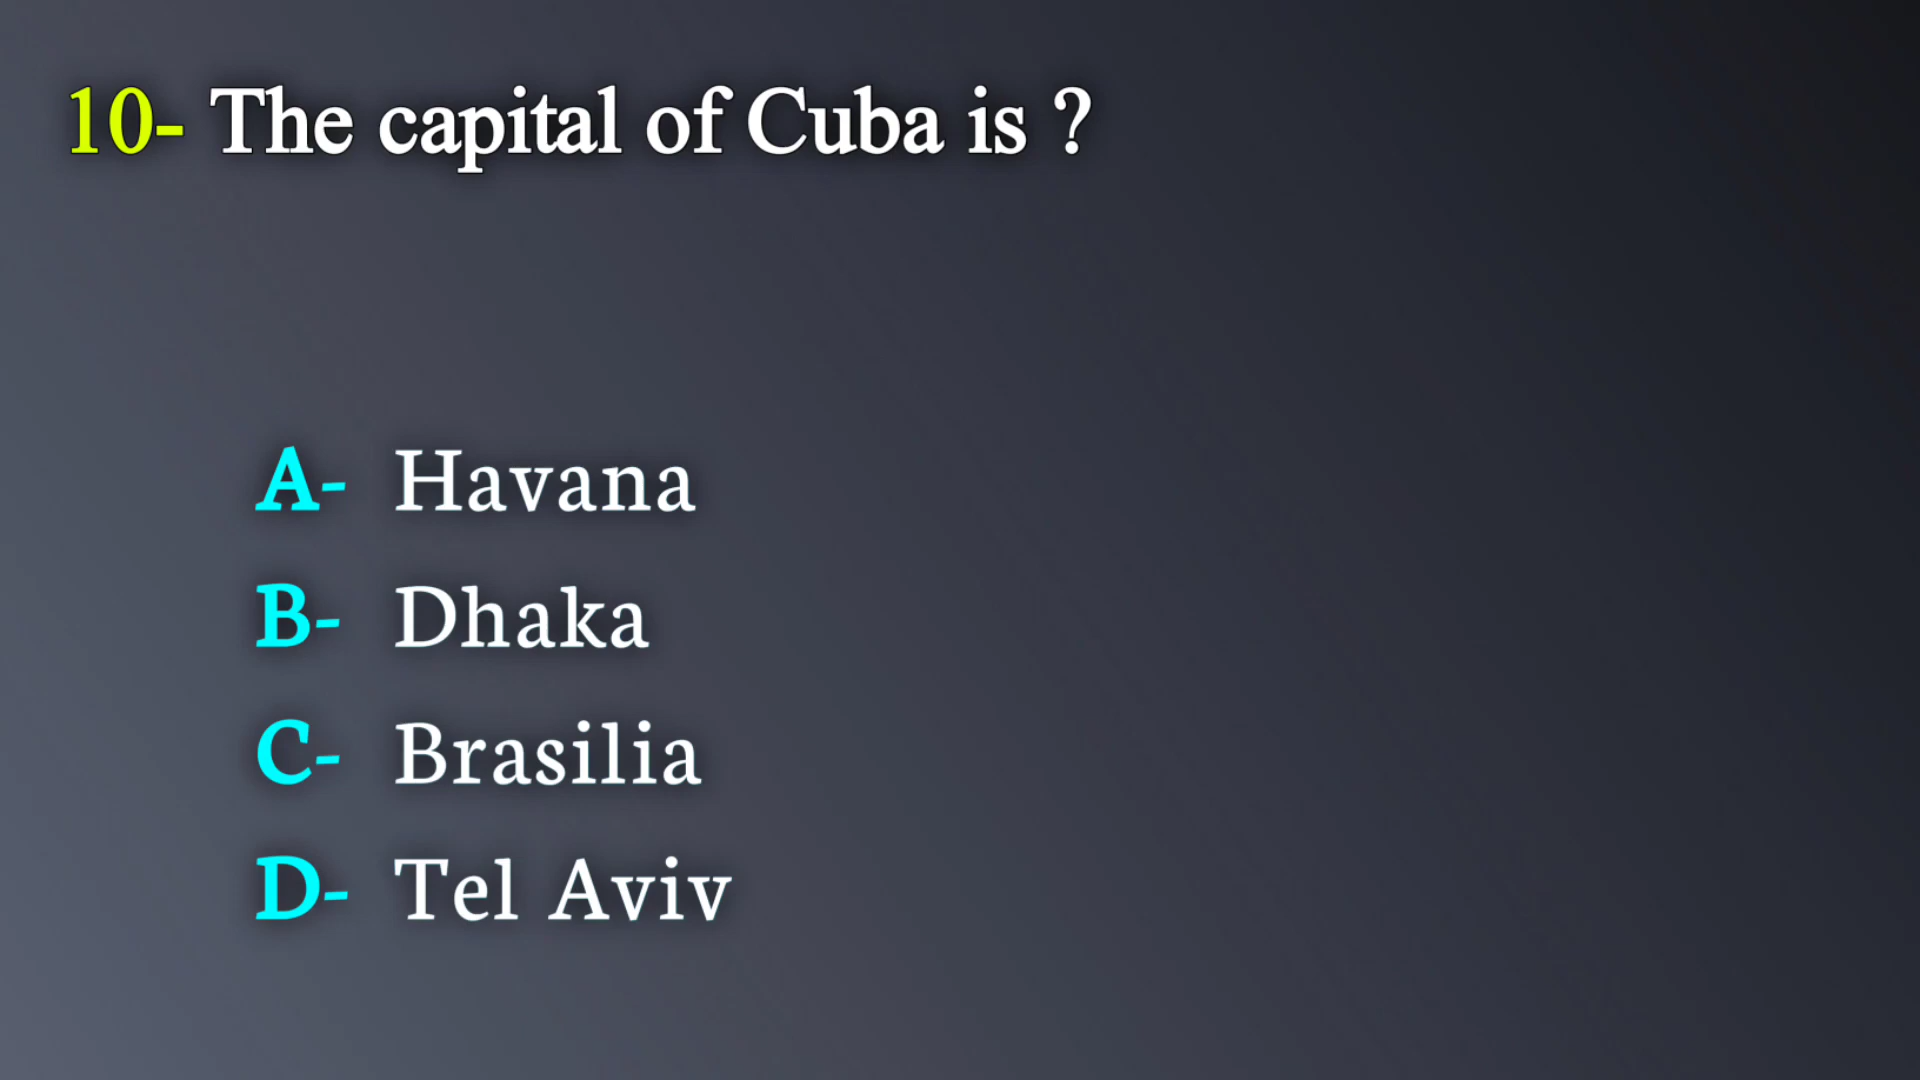 10- The capital of Cuba is ?
A- Havana
B- Dhaka
C- Brasilia
D- Tel Aviv